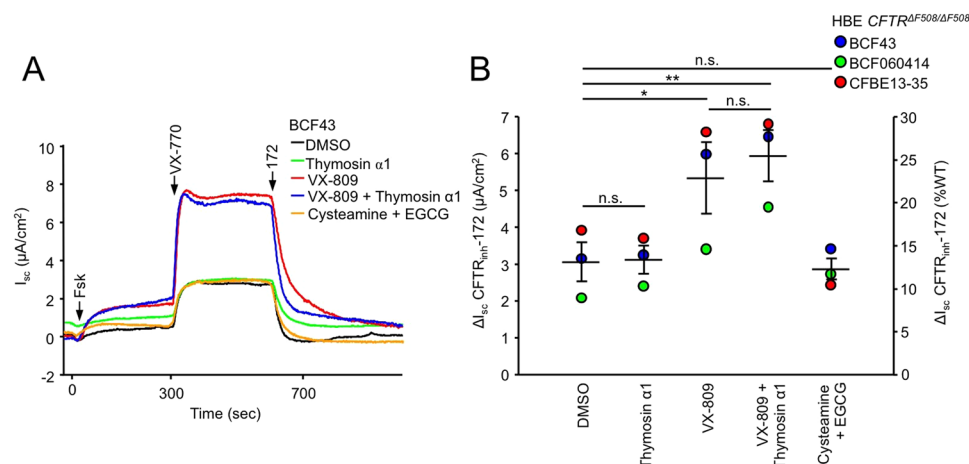 A
BCF43
DMSO
Thymosin α1
VX-809
VX-809 + Thymosin α1
Cysteamine + EGCG
VX-770
172
Fsk
Isc (µA/cm²)
10
8
6
4
2
0
-2
0
300
700
Time (sec)
B
HBE CFTRΔF508/ΔF508
BCF43
BCF060414
CFBE13-35
n.s.
**
*
n.s.
n.s.
ΔIsc CFTRinh-172 (µA/cm²)
7
6
5
4
3
2
1
0
30
25
20
15
10
5
0
ΔIsc CFTRinh-172 (%WT)
DMSO
Thymosin α1
VX-809
VX-809 +
Thymosin α1
Cysteamine
+ EGCG